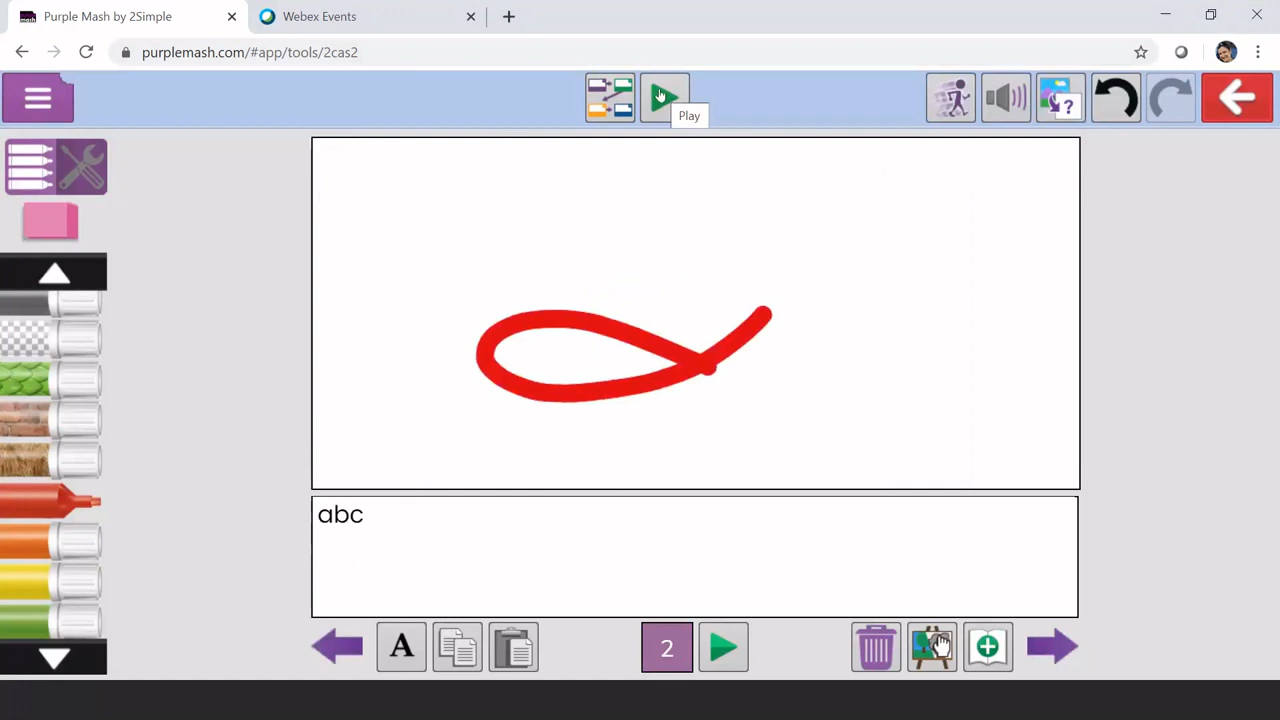 Purple Mash by 2Simple
Webex Events
purplemash.com/#app/tools/2cas2
?
Play
abc
A
2